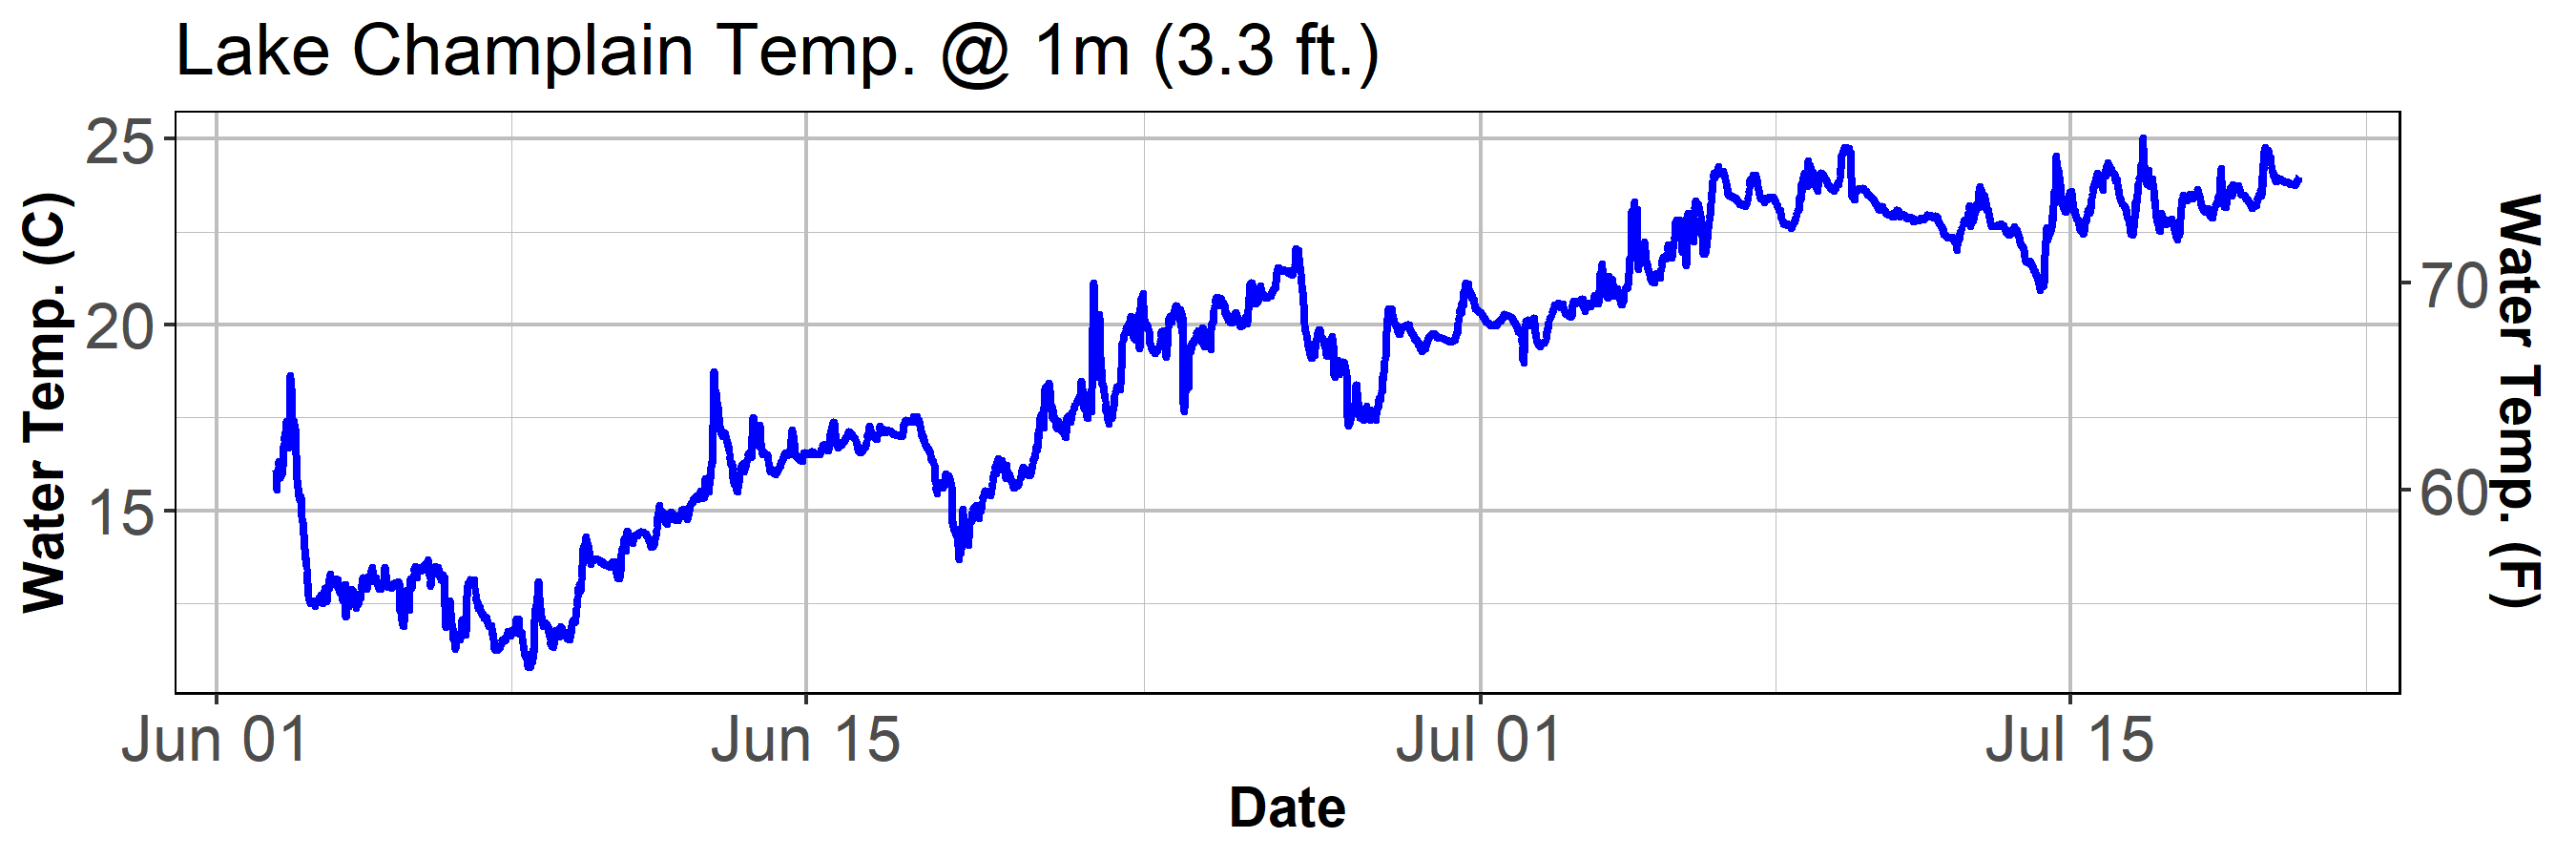 Lake Champlain Temp. @ 1m (3.3 ft.)
Water Temp. (C)
25
20
15
70
60
Water Temp. (F)
Jun 01
Jun 15
Jul 01
Jul 15
Date